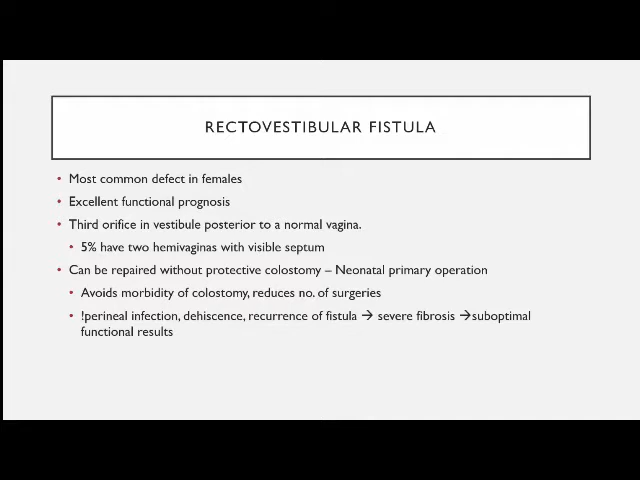 RECTOVESTIBULAR FISTULA
• Most common defect in females
• Excellent functional prognosis
• Third orifice in vestibule posterior to a normal vagina.
• 5% have two hemivaginas with visible septum
• Can be repaired without protective colostomy – Neonatal primary operation
• Avoids morbidity of colostomy, reduces no. of surgeries
• !perineal infection, dehiscence, recurrence of fistula → severe fibrosis →suboptimal
functional results